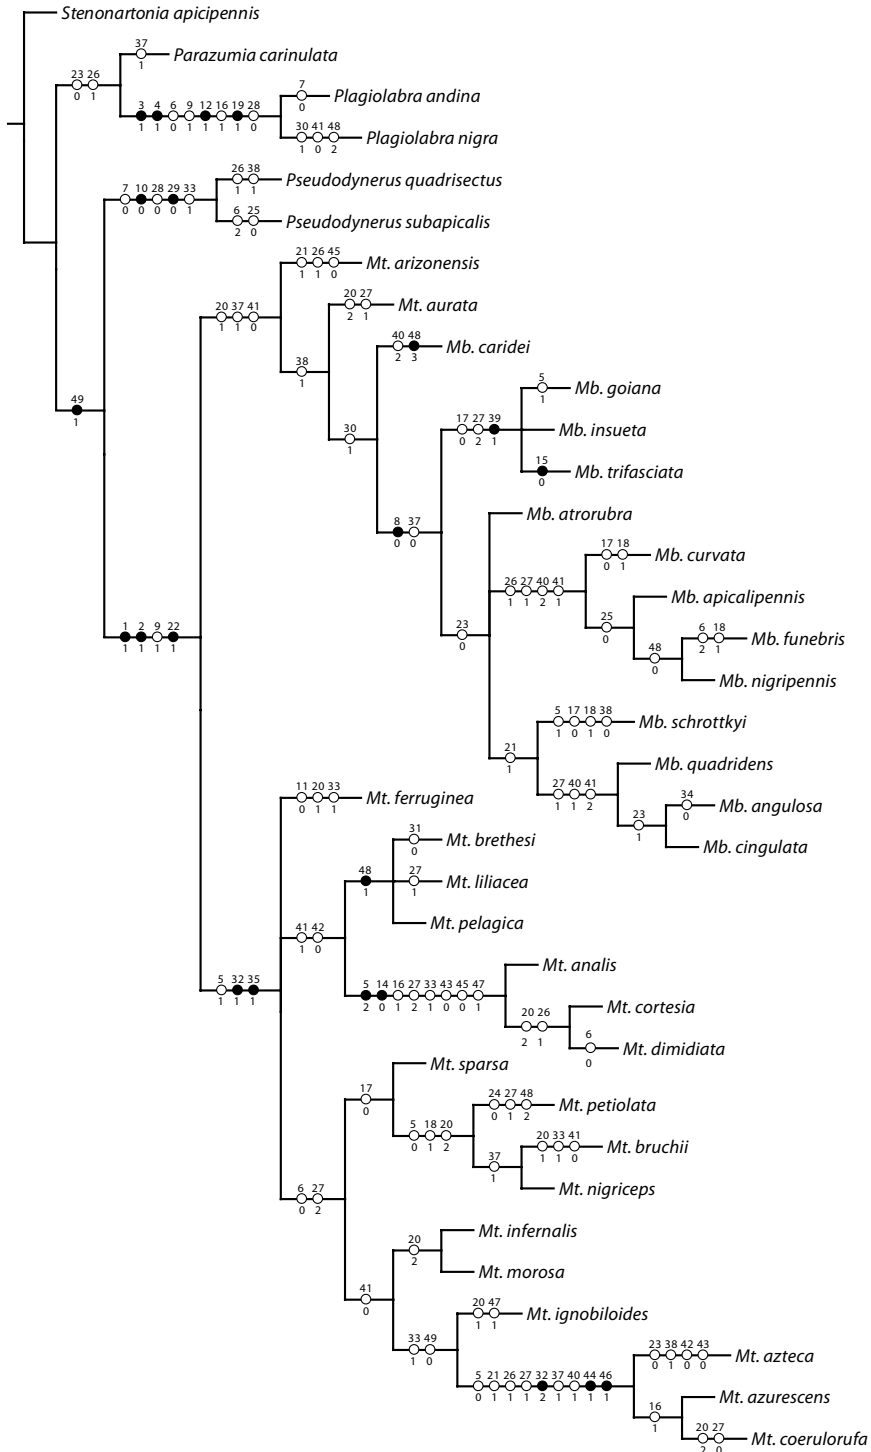 Stenonartonia apicipennis
37
1
Parazumia carinulata
23 26
0 1
7
0
Plagiolabra andina
3 4 6 9 12 16 19 28
1 1 0 1 1 1 1 0
30 41 48
1 0 2
Plagiolabra nigra
26 38
1 1
Pseudodynerus quadrisectus
7 10 28 29 33
0 0 0 0 1
6 25
2 0
Pseudodynerus subapicalis
21 26 45
1 1 0
Mt. arizonensis
20 37 41
1 1 0
20 27
2 1
Mt. aurata
40 48
2 3
Mb. caridei
38
1
5
1
Mb. goiana
49
1
30
1
17 27 39
0 2 1
Mb. insueta
15
0
Mb. trifasciata
8 37
0 0
Mb. atrorubra
17 18
0 1
Mb. curvata
26 27 40 41
1 1 2 1
Mb. apicalipennis
25
0
1 2 9 22
1 1 1 1
23
0
6 18
2 1
Mb. funebris
48
0
Mb. nigripennis
5 17 18 38
1 0 1 0
Mb. schrottkyi
21
1
Mb. quadridens
27 40 41
1 1 2
34
0
Mb. angulosa
11 20 33
0 1 1
Mt. ferruginea
23
1
Mb. cingulata
31
0
Mt. brethesi
48
1
27
1
Mt. liliacea
41 42
1 0
Mt. pelagica
Mt. analis
5 32 35
1 1 1
5 14 16 27 33 43 45 47
2 0 1 2 1 0 0 1
Mt. cortesia
20 26
2 1
6
0
Mt. dimidiata
Mt. sparsa
17
0
24 27 48
0 1 2
Mt. petiolata
5 18 20
0 1 2
20 33 41
1 1 0
Mt. bruchii
37
1
Mt. nigriceps
6 27
0 2
Mt. infernalis
20
2
Mt. morosa
41
0
20 47
1 1
Mt. ignobiloides
33 49
1 0
23 38 42 43
0 1 0 0
Mt. azteca
5 21 26 27 32 37 40 44 46
0 1 1 1 2 1 1 1 1
Mt. azurescens
16
1
20 27
2 0
Mt. coerulorufa